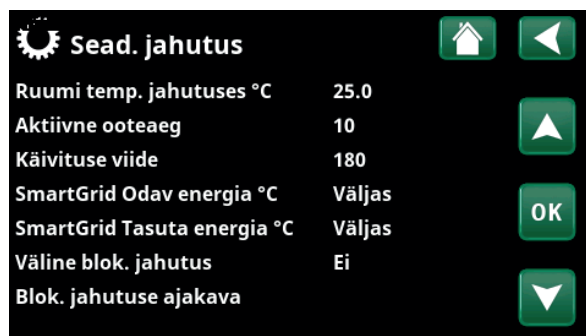 Sead. jahutus
Ruumi temp. jahutuses °C 25.0
Aktiivne ooteaeg 10
Käivituse viide 180
SmartGrid Odav energia °C Väljas
SmartGrid Tasuta energia °C Väljas
OK
Väline blok. jahutus Ei
Blok. jahutuse ajakava